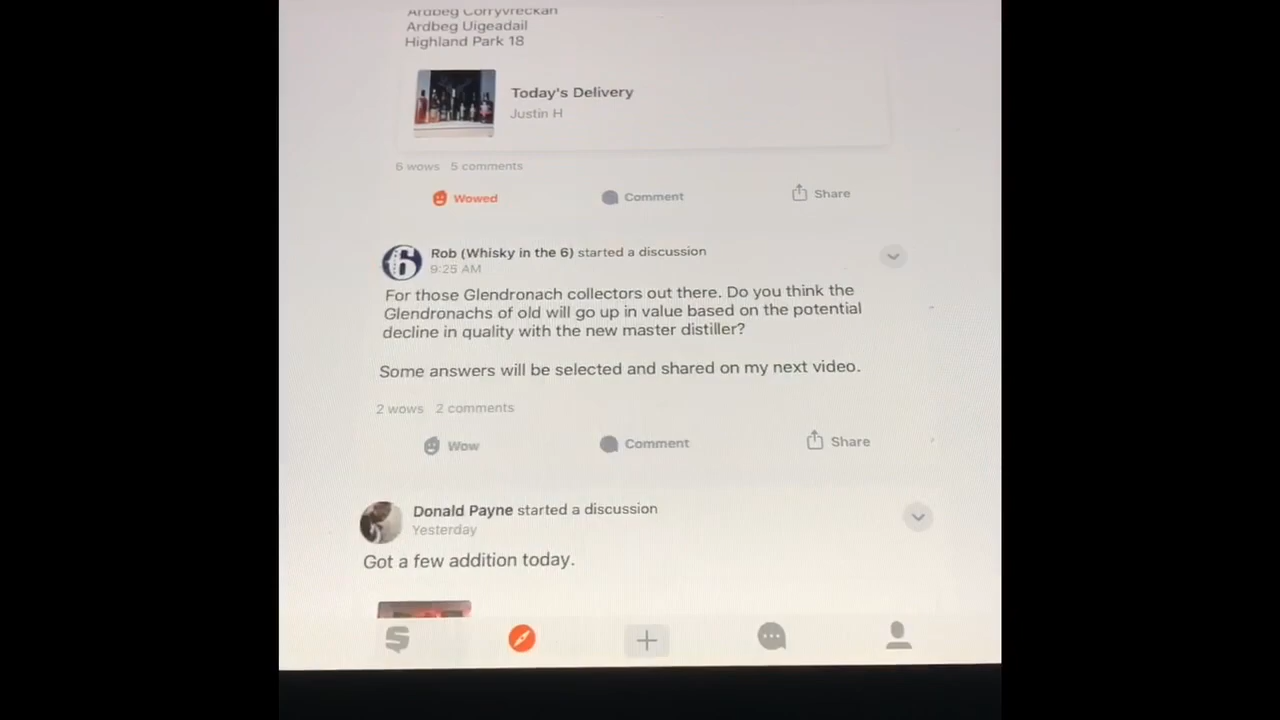 Ardbeg Corryvreckan
Ardbeg Uigeadail
Highland Park 18
Today's Delivery
Justin H
6 wows 5 comments
Wowed Comment Share
6
Rob (Whisky in the 6) started a discussion
9:25 AM
For those Glendronach collectors out there. Do you think the
Glendronachs of old will go up in value based on the potential
decline in quality with the new master distiller?
Some answers will be selected and shared on my next video.
2 wows 2 comments
Wow Comment Share
Donald Payne started a discussion
Yesterday
Got a few addition today.
S